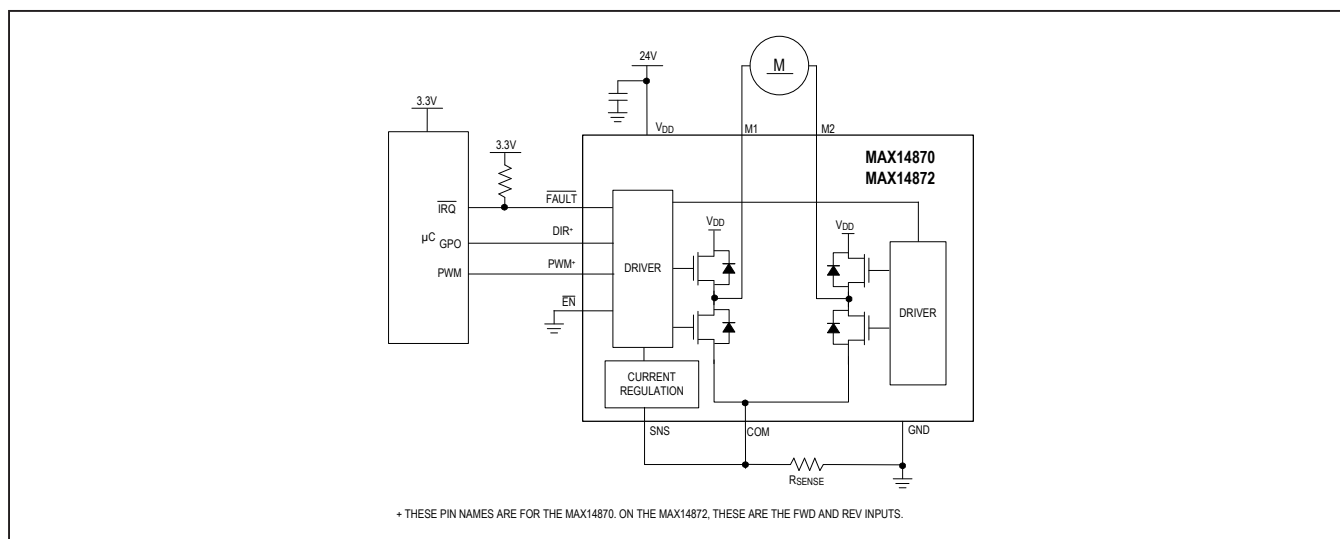 24V
M
3.3V
VDD
M1
M2
MAX14870
MAX14872
3.3V
FAULT
IRQ
DIR+
µC
GPO
PWM+
PWM
EN
DRIVER
VDD
VDD
DRIVER
CURRENT
REGULATION
SNS
COM
GND
RSENSE
+ THESE PIN NAMES ARE FOR THE MAX14870. ON THE MAX14872, THESE ARE THE FWD AND REV INPUTS.